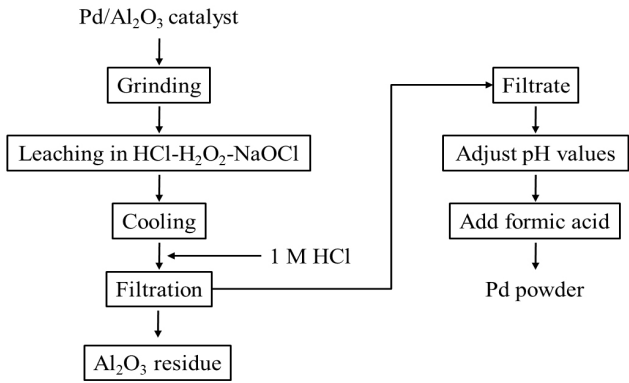 Pd/Al₂O₃ catalyst
Grinding
Leaching in HCl-H₂O₂-NaOCl
Cooling
1 M HCl
Filtration
Al₂O₃ residue
Filtrate
Adjust pH values
Add formic acid
Pd powder